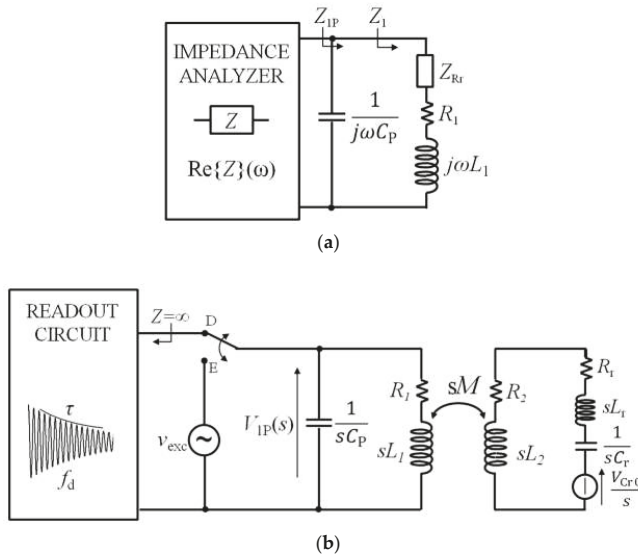 IMPEDANCE
ANALYZER
Z
Re{Z}(ω)
Z1P
Z1
ZRr
R1
1
jωCP
jωL1
(a)
READOUT
CIRCUIT
τ
fd
Z=∞
D
E
vexc
V1P(s)
1
sCP
R1
sL1
sM
R2
sL2
Rr
sLr
1
sCr
VCr0
s
(b)